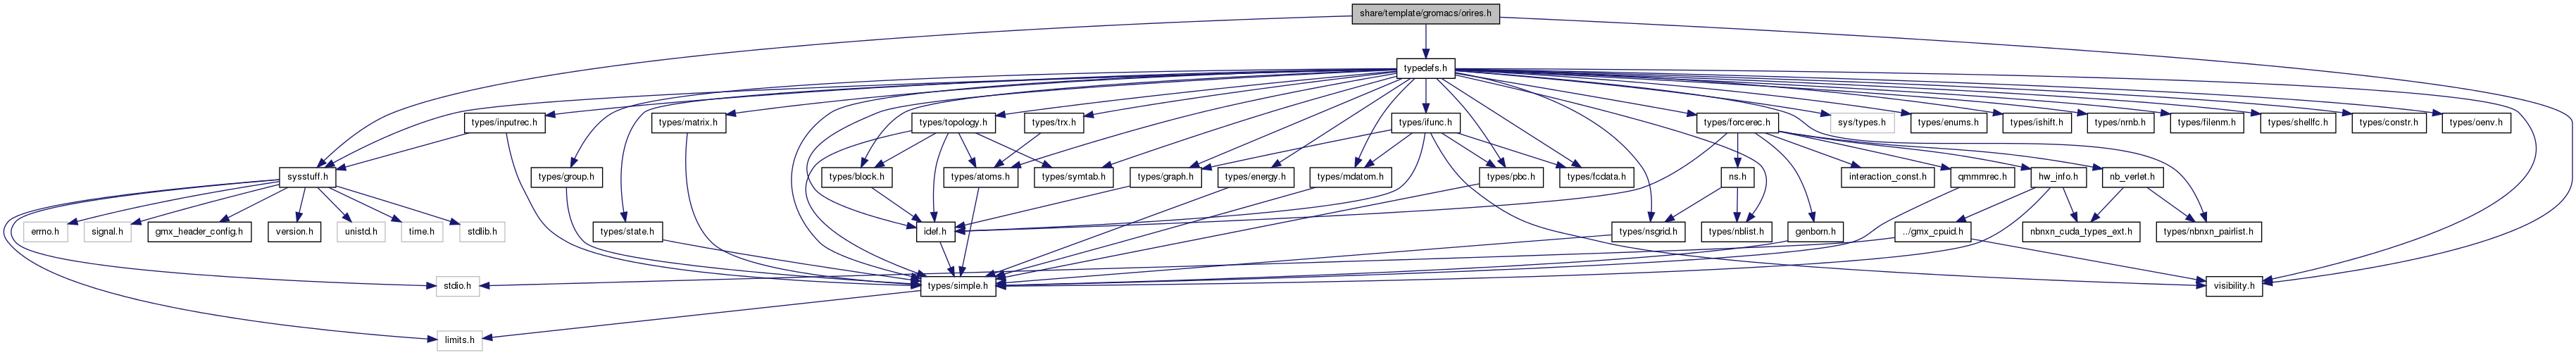 share/template/gromacs/orires.h
typedefs.h
types/inputrec.h
types/matrix.h
types/topology.h
types/trx.h
types/ifunc.h
types/forcerec.h
sys/types.h
types/enums.h
types/ishift.h
types/nrnb.h
types/filenm.h
types/shellfc.h
types/constr.h
types/oenv.h
sysstuff.h
types/group.h
types/block.h
types/atoms.h
types/symtab.h
types/graph.h
types/energy.h
types/mdatom.h
types/pbc.h
types/fcdata.h
ns.h
interaction_const.h
qmmmrec.h
hw_info.h
nb_verlet.h
errno.h
signal.h
gmx_header_config.h
version.h
unistd.h
time.h
stdlib.h
types/state.h
idef.h
types/nsgrid.h
types/nblist.h
genborn.h
../gmx_cpuid.h
nbnxn_cuda_types_ext.h
types/nbnxn_pairlist.h
stdio.h
types/simple.h
visibility.h
limits.h